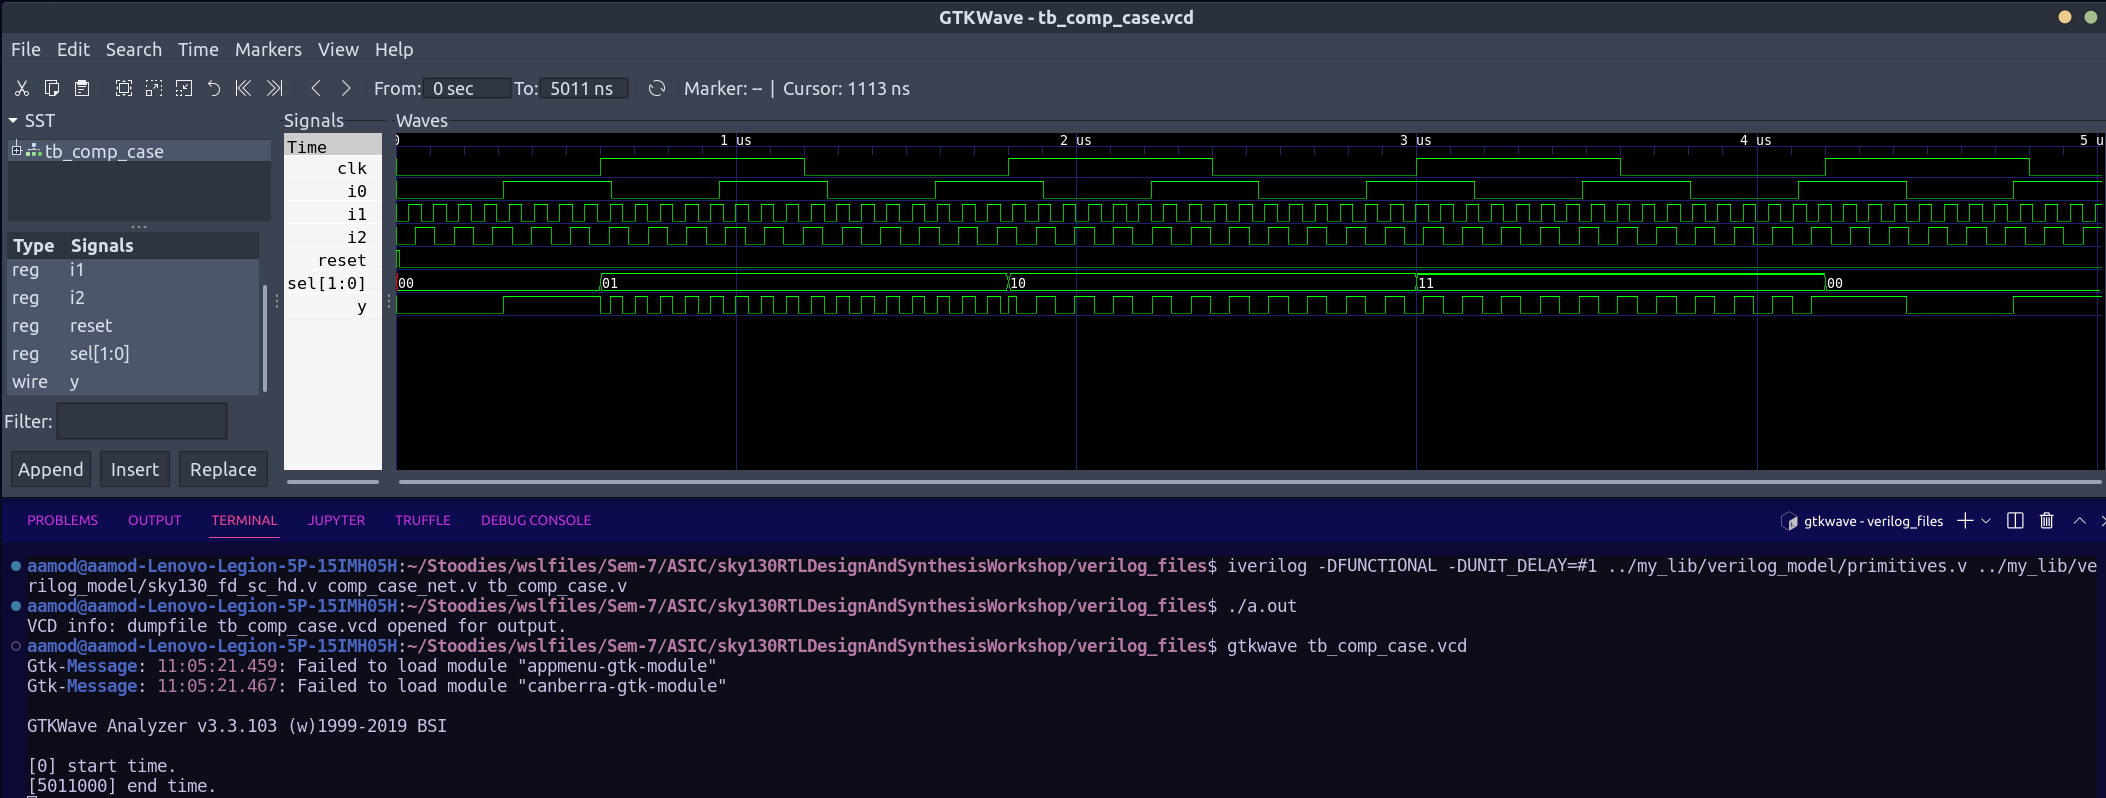 GTKWave - tb_comp_case.vcd
File Edit Search Time Markers View Help
From: 0 sec To: 5011 ns Marker: -- | Cursor: 1113 ns
SST
tb_comp_case
Type Signals
reg i1
reg i2
reg reset
reg sel[1:0]
wire y
Filter:
Append Insert Replace
Signals
Time
clk
i0
i1
i2
reset
sel[1:0]
y
Waves
0 1 us 2 us 3 us 4 us 5 u
00 01 10 11 00
PROBLEMS OUTPUT TERMINAL JUPYTER TRUFFLE DEBUG CONSOLE
gtkwave - verilog_files
aamod@aamod-Lenovo-Legion-5P-15IMH05H:~/Stoodies/wslfiles/Sem-7/ASIC/sky130RTLDesignAndSynthesisWorkshop/verilog_files$ iverilog -DFUNCTIONAL -DUNIT_DELAY=#1 ../my_lib/verilog_model/primitives.v ../my_lib/ve
rilog_model/sky130_fd_sc_hd.v comp_case_net.v tb_comp_case.v
aamod@aamod-Lenovo-Legion-5P-15IMH05H:~/Stoodies/wslfiles/Sem-7/ASIC/sky130RTLDesignAndSynthesisWorkshop/verilog_files$ ./a.out
VCD info: dumpfile tb_comp_case.vcd opened for output.
aamod@aamod-Lenovo-Legion-5P-15IMH05H:~/Stoodies/wslfiles/Sem-7/ASIC/sky130RTLDesignAndSynthesisWorkshop/verilog_files$ gtkwave tb_comp_case.vcd
Gtk-Message: 11:05:21.459: Failed to load module "appmenu-gtk-module"
Gtk-Message: 11:05:21.467: Failed to load module "canberra-gtk-module"
GTKWave Analyzer v3.3.103 (w)1999-2019 BSI
[0] start time.
[5011000] end time.